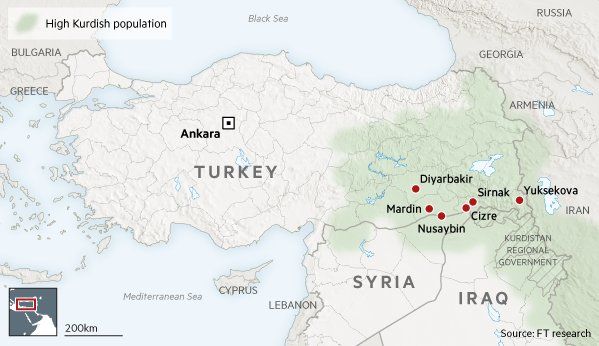 High Kurdish population
Black Sea
RUSSIA
BULGARIA
GEORGIA
GREECE
ARMENIA
Ankara
TURKEY
Diyarbakir
Sirnak
Yuksekova
Mardin
Cizre
IRAN
Nusaybin
KURDISTAN
REGIONAL
GOVERNMENT
SYRIA
CYPRUS
Mediterranean Sea
LEBANON
IRAQ
200km
Source: FT research